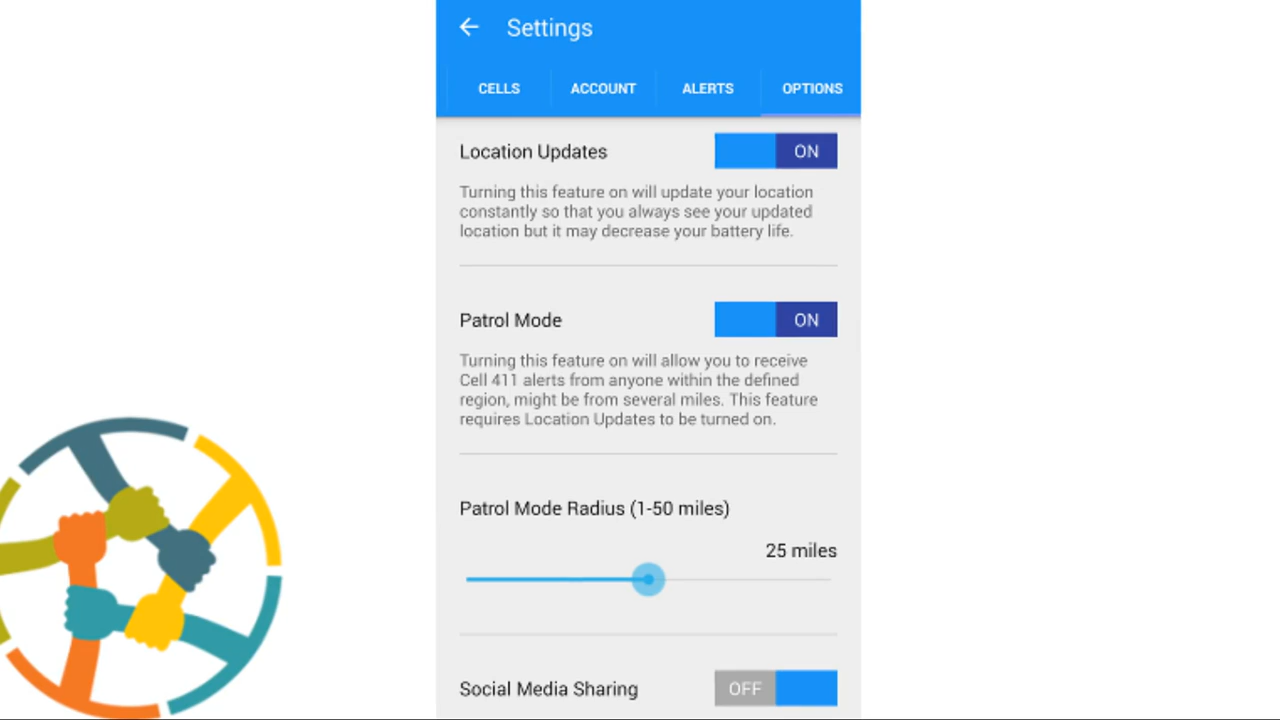 Settings
CELLS ACCOUNT ALERTS OPTIONS
Location Updates ON
Turning this feature on will update your location
constantly so that you always see your updated
location but it may decrease your battery life.
Patrol Mode ON
Turning this feature on will allow you to receive
Cell 411 alerts from anyone within the defined
region, might be from several miles. This feature
requires Location Updates to be turned on.
Patrol Mode Radius (1-50 miles)
25 miles
Social Media Sharing OFF